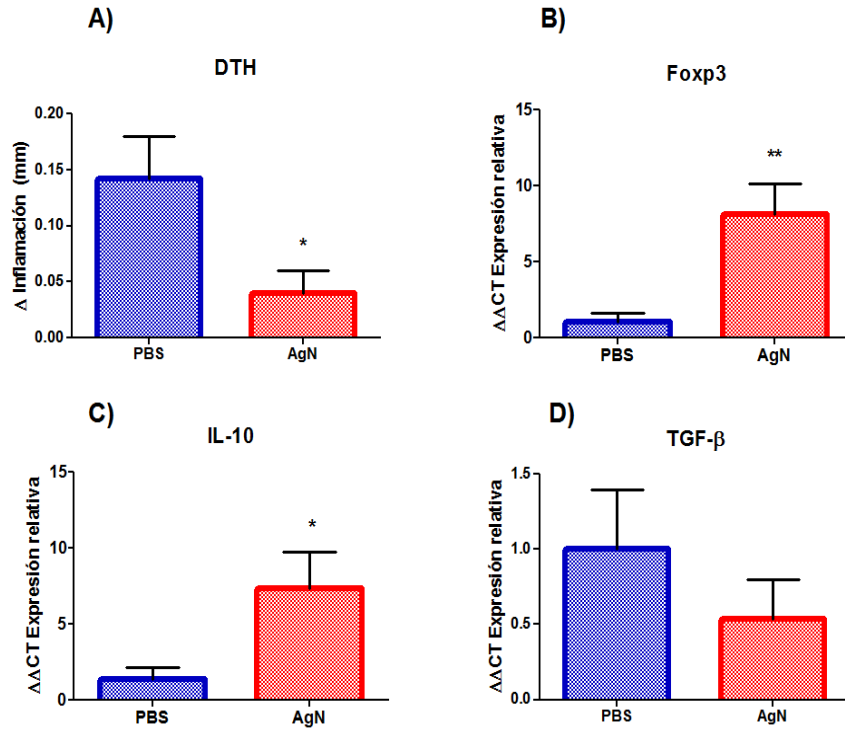 A)
DTH
Δ Inflamación (mm)
0.20
0.15
0.10
0.05
0.00
*
PBS
AgN
B)
Foxp3
ΔΔCT Expresión relativa
15
10
5
0
**
PBS
AgN
C)
IL-10
ΔΔCT Expresión relativa
15
10
5
0
*
PBS
AgN
D)
TGF-β
ΔΔCT Expresión relativa
1.5
1.0
0.5
0.0
PBS
AgN